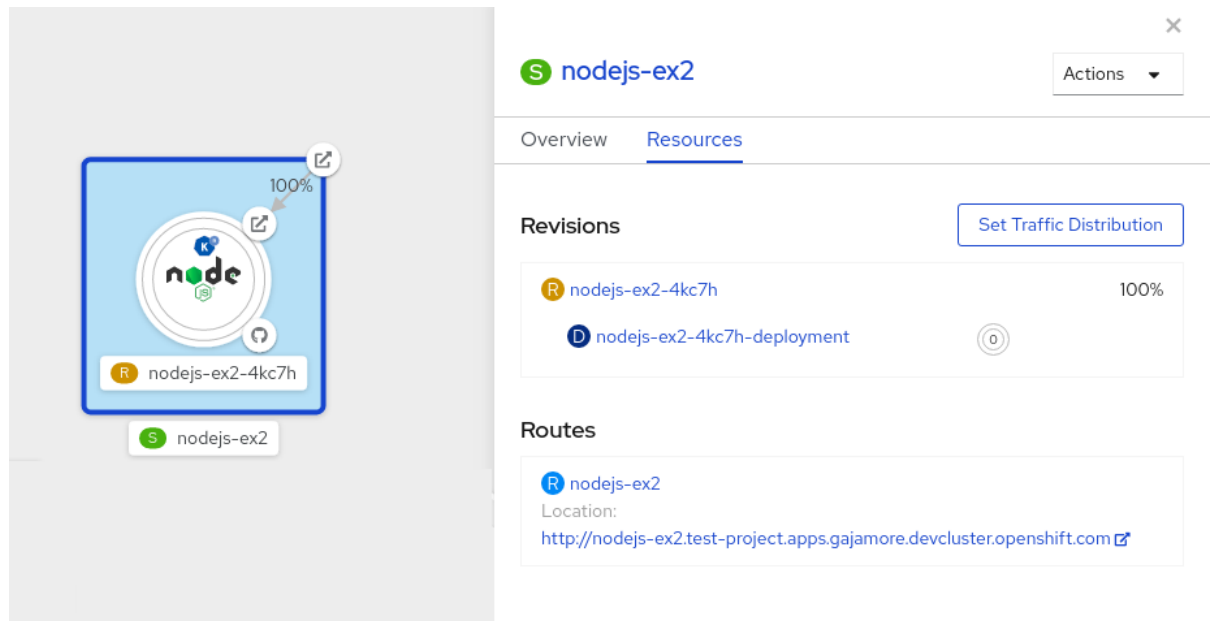 100%
K
node
JS
R nodejs-ex2-4kc7h
S nodejs-ex2
S nodejs-ex2
Actions
Overview Resources
Revisions
Set Traffic Distribution
R nodejs-ex2-4kc7h 100%
D nodejs-ex2-4kc7h-deployment 0
Routes
R nodejs-ex2
Location:
http://nodejs-ex2.test-project.apps.gajamore.devcluster.openshift.com